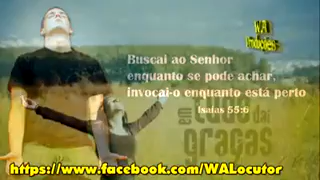 W.A
Produções
Buscai ao Senhor
enquanto se pode achar,
invocai-o enquanto está perto
Isaías 55:6
em
das
graças
https://www.facebook.com/WALocutor